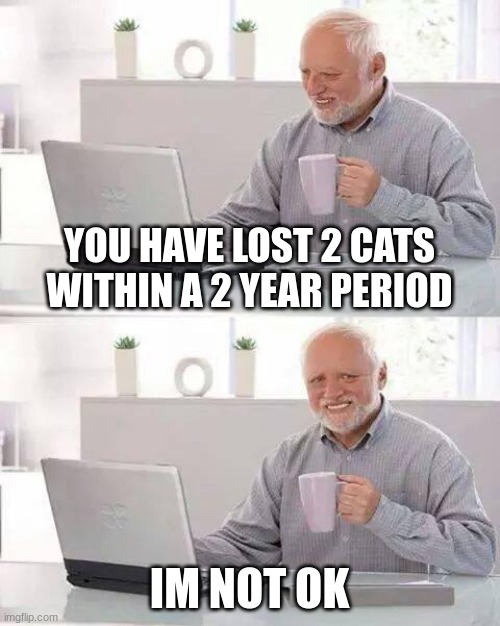 YOU HAVE LOST 2 CATS
WITHIN A 2 YEAR PERIOD
IM NOT OK
imgflip.com